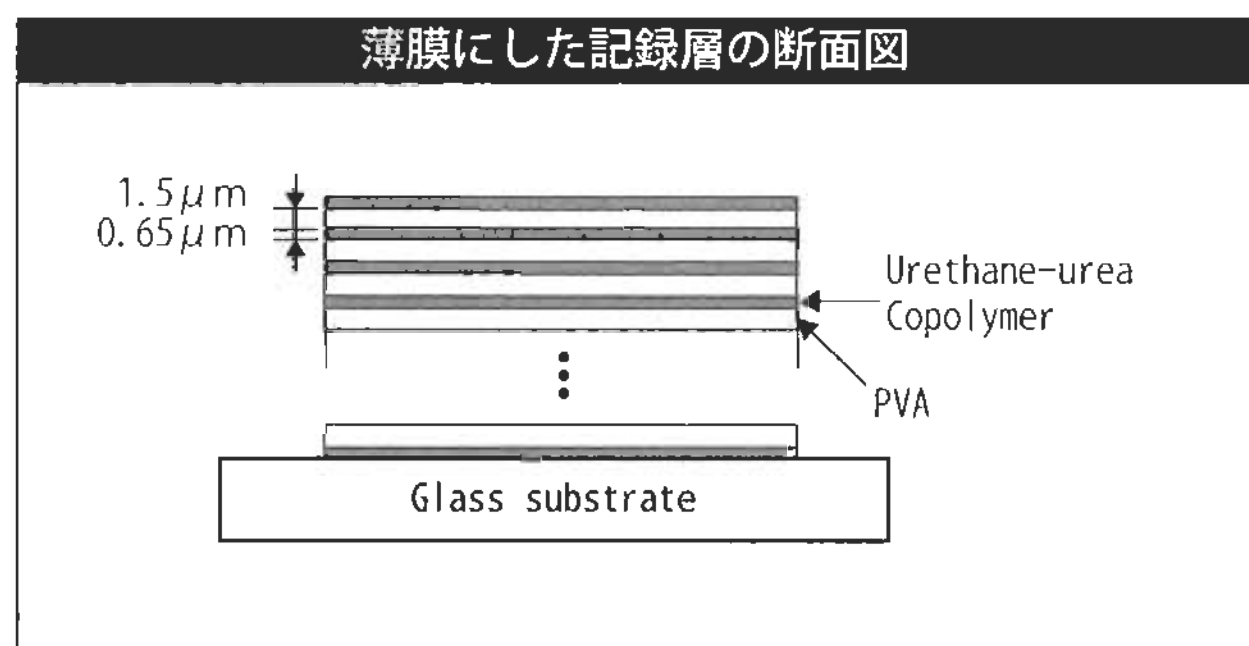 薄膜にした記録層の断面図
1.5μm
0.65μm
Urethane-urea
Copolymer
PVA
Glass substrate